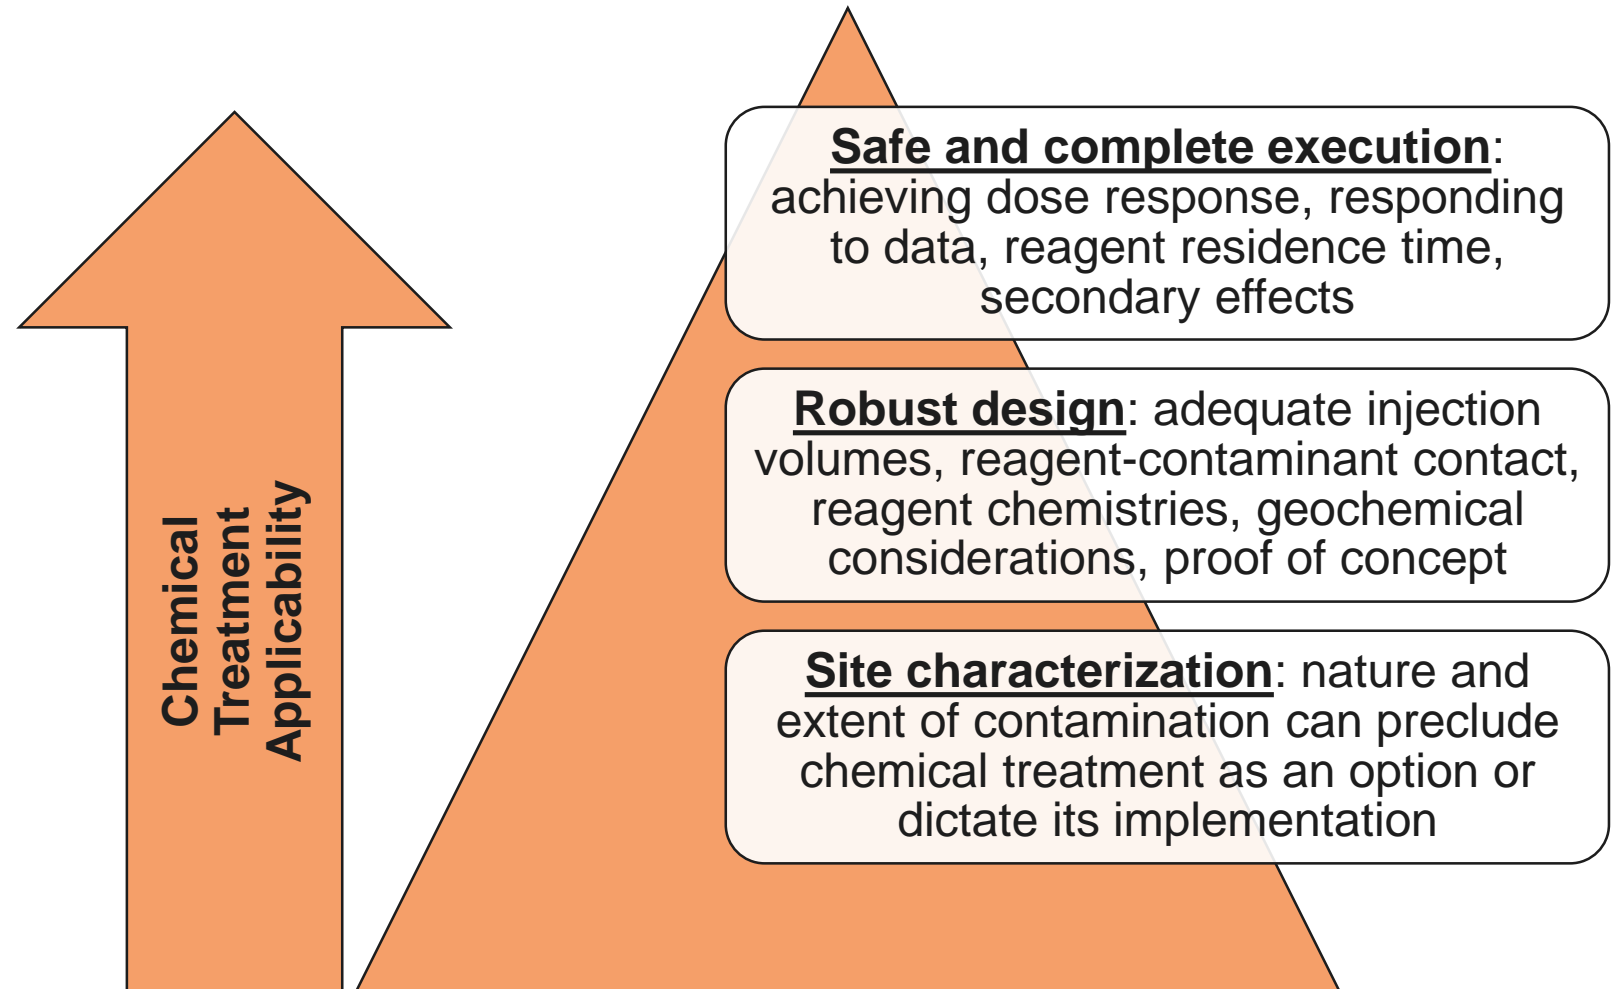 Chemical
Treatment
Applicability
Safe and complete execution:
achieving dose response, responding
to data, reagent residence time,
secondary effects
Robust design: adequate injection
volumes, reagent-contaminant contact,
reagent chemistries, geochemical
considerations, proof of concept
Site characterization: nature and
extent of contamination can preclude
chemical treatment as an option or
dictate its implementation